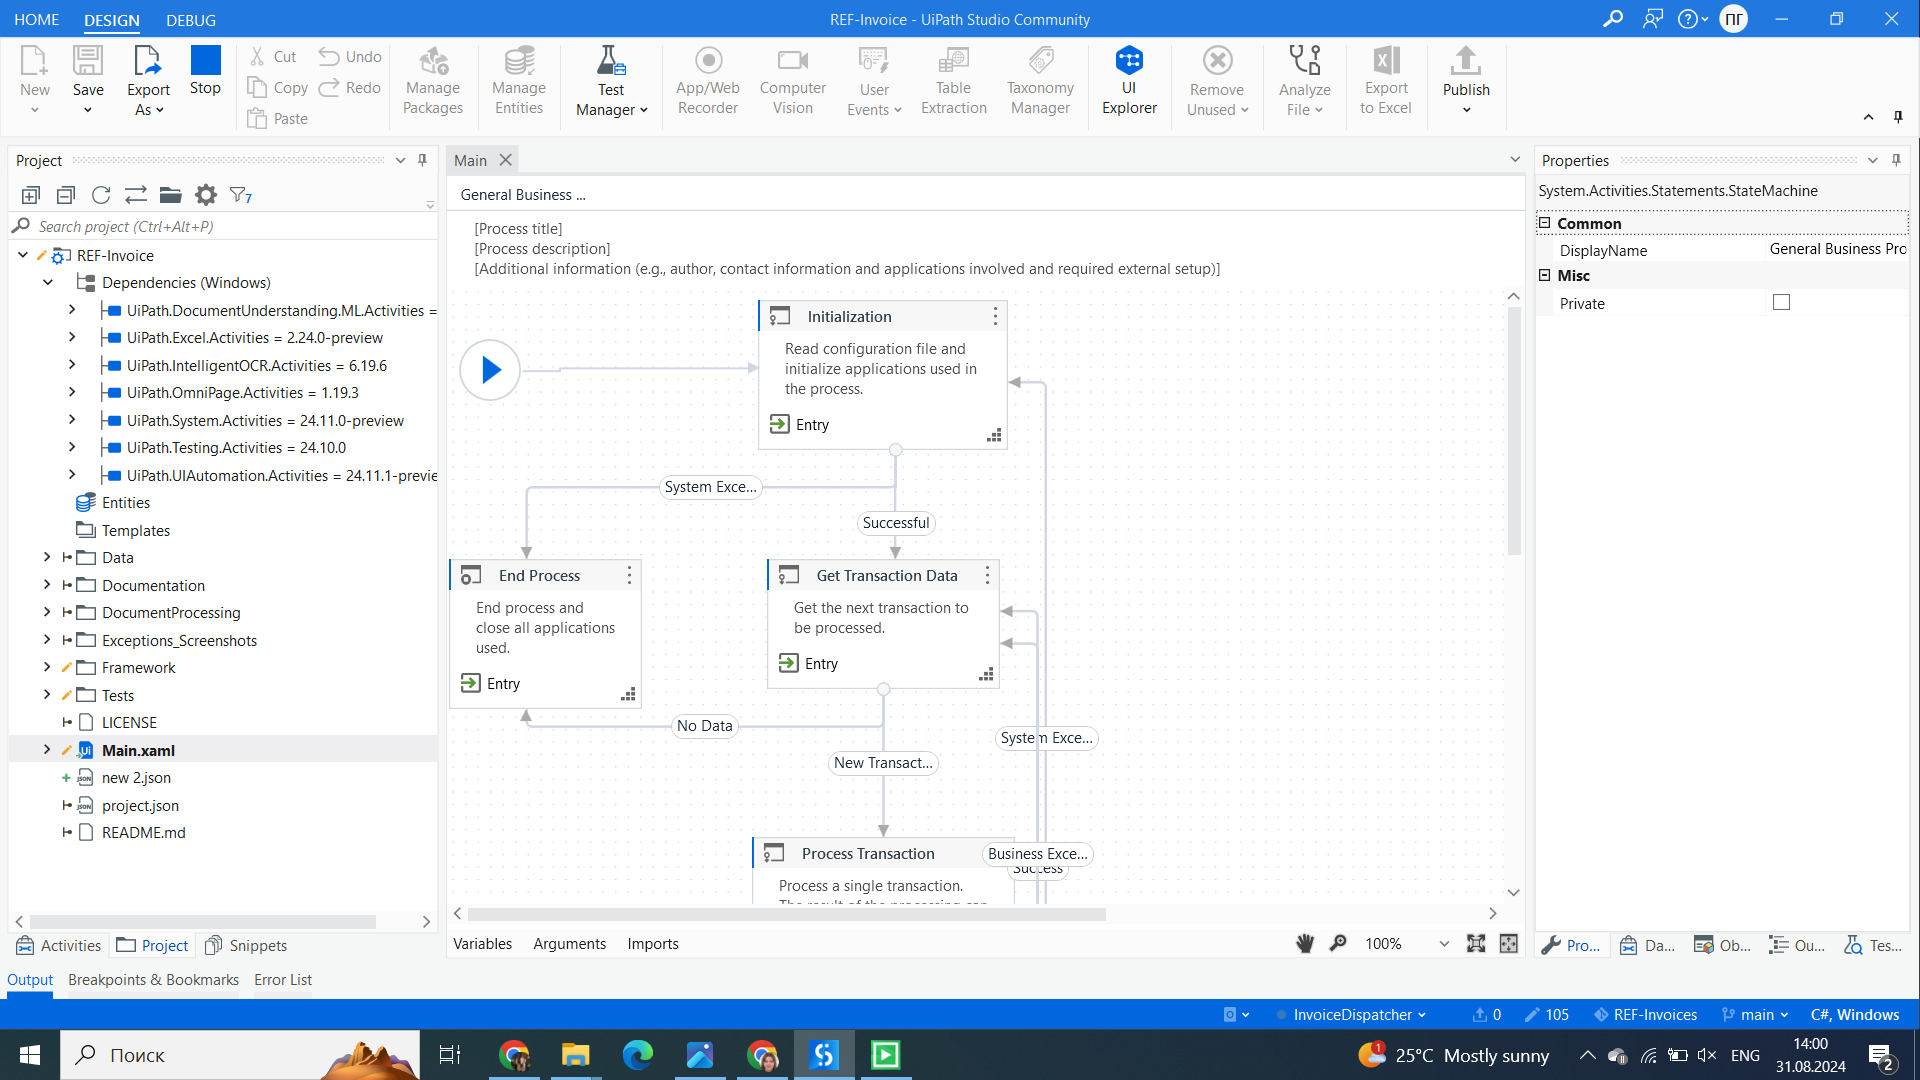 HOME DESIGN DEBUG
REF-Invoice - UiPath Studio Community
ПГ
New
Save
Export As
Stop
Cut
Copy
Paste
Undo
Redo
Manage Packages
Manage Entities
Test Manager
App/Web Recorder
Computer Vision
User Events
Table Extraction
Taxonomy Manager
UI Explorer
Remove Unused
Analyze File
Export to Excel
Publish
Project
7
Search project (Ctrl+Alt+P)
REF-Invoice
Dependencies (Windows)
UiPath.DocumentUnderstanding.ML.Activities =
UiPath.Excel.Activities = 2.24.0-preview
UiPath.IntelligentOCR.Activities = 6.19.6
UiPath.OmniPage.Activities = 1.19.3
UiPath.System.Activities = 24.11.0-preview
UiPath.Testing.Activities = 24.10.0
UiPath.UIAutomation.Activities = 24.11.1-previe
Entities
Templates
Data
Documentation
DocumentProcessing
Exceptions_Screenshots
Framework
Tests
LICENSE
Main.xaml
new 2.json
project.json
README.md
Activities Project Snippets
Main
General Business ...
[Process title]
[Process description]
[Additional information (e.g., author, contact information and applications involved and required external setup)]
Initialization
Read configuration file and
initialize applications used in
the process.
Entry
System Exce...
Successful
End Process
End process and
close all applications
used.
Entry
Get Transaction Data
Get the next transaction to
be processed.
Entry
No Data
System Exce...
New Transact...
Process Transaction
Process a single transaction.
The result of the processing can
Business Exce...
Success
Variables Arguments Imports
100%
Properties
System.Activities.Statements.StateMachine
Common
DisplayName General Business Pro
Misc
Private
Pro... Da... Ob... Ou... Tes...
Output Breakpoints & Bookmarks Error List
InvoiceDispatcher 0 105 REF-Invoices main C#, Windows
Поиск
1
25°C Mostly sunny
ENG
14:00
31.08.2024
2